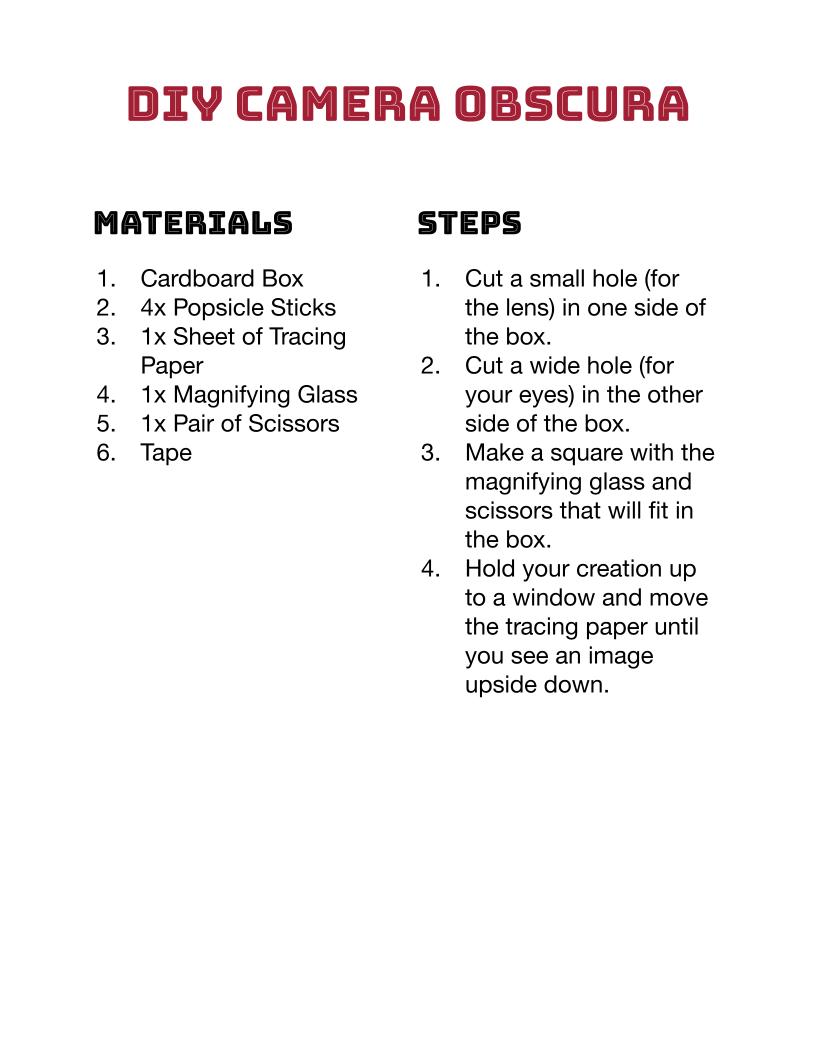 DIY CAMERA OBSCURA
MATERIALS
1. Cardboard Box
2. 4x Popsicle Sticks
3. 1x Sheet of Tracing
Paper
4. 1x Magnifying Glass
5. 1x Pair of Scissors
6. Tape
STEPS
1. Cut a small hole (for
the lens) in one side of
the box.
2. Cut a wide hole (for
your eyes) in the other
side of the box.
3. Make a square with the
magnifying glass and
scissors that will fit in
the box.
4. Hold your creation up
to a window and move
the tracing paper until
you see an image
upside down.